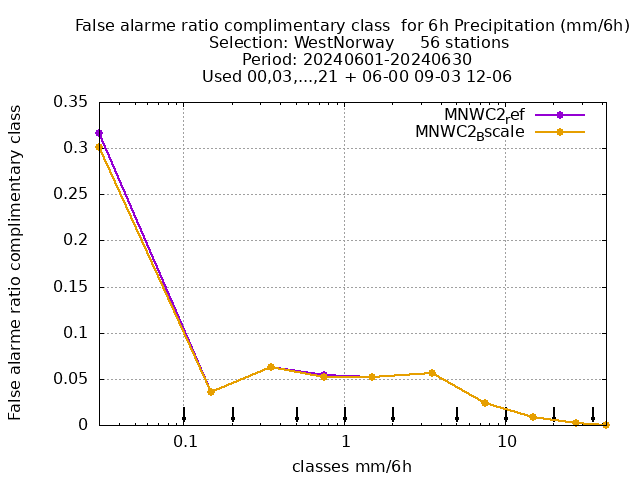 False alarme ratio complimentary class  for 6h Precipitation (mm/6h)
Selection: WestNorway     56 stations
Period: 20240601-20240630
Used 00,03,...,21 + 06-00 09-03 12-06
MNWC2ref
MNWC2Bscale
False alarme ratio complimentary class
0.35
0.3
0.25
0.2
0.15
0.1
0.05
0
0.1
1
10
classes mm/6h